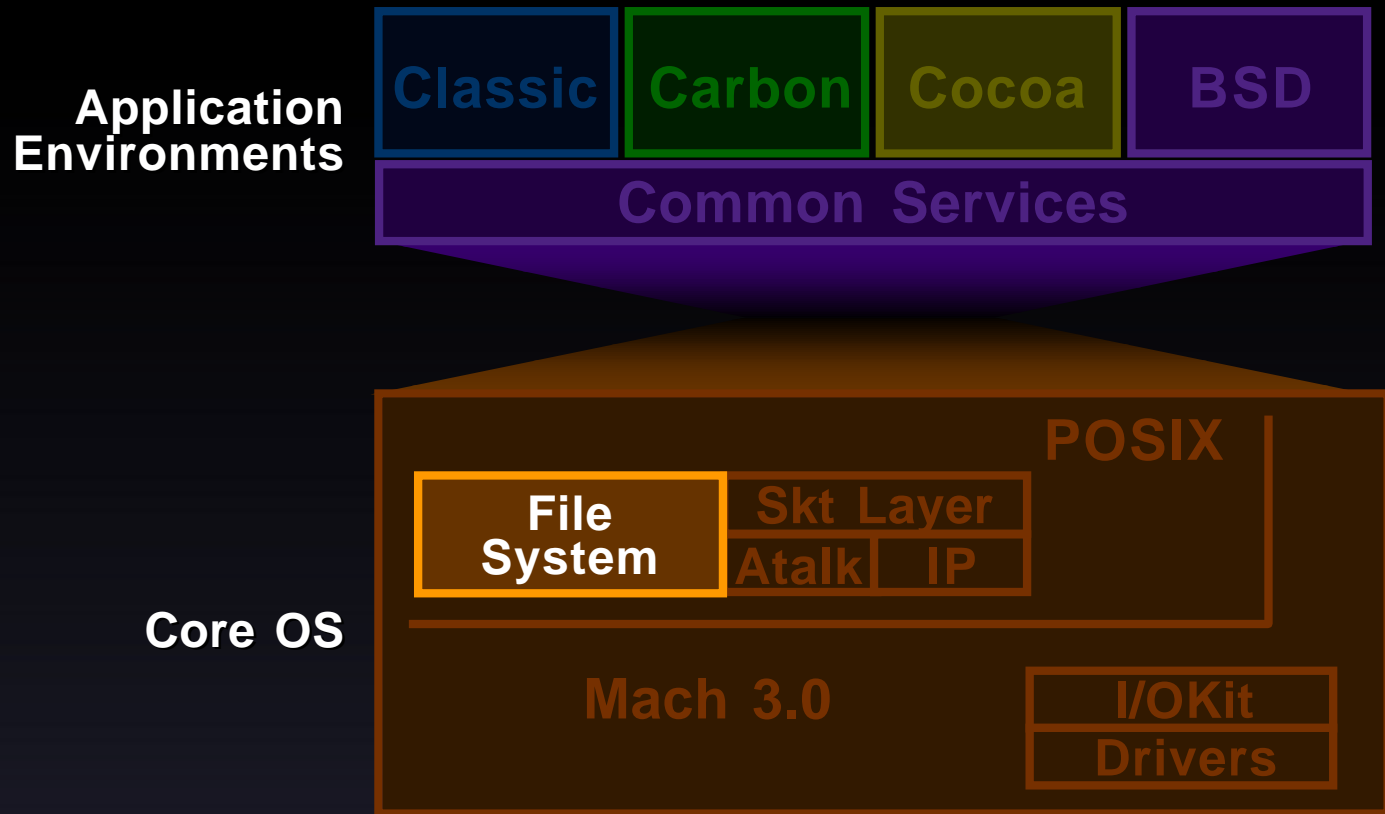 Application
Environments
Classic
Carbon
Cocoa
BSD
Common Services
Core OS
POSIX
File
System
Skt Layer
Atalk
IP
Mach 3.0
I/OKit
Drivers